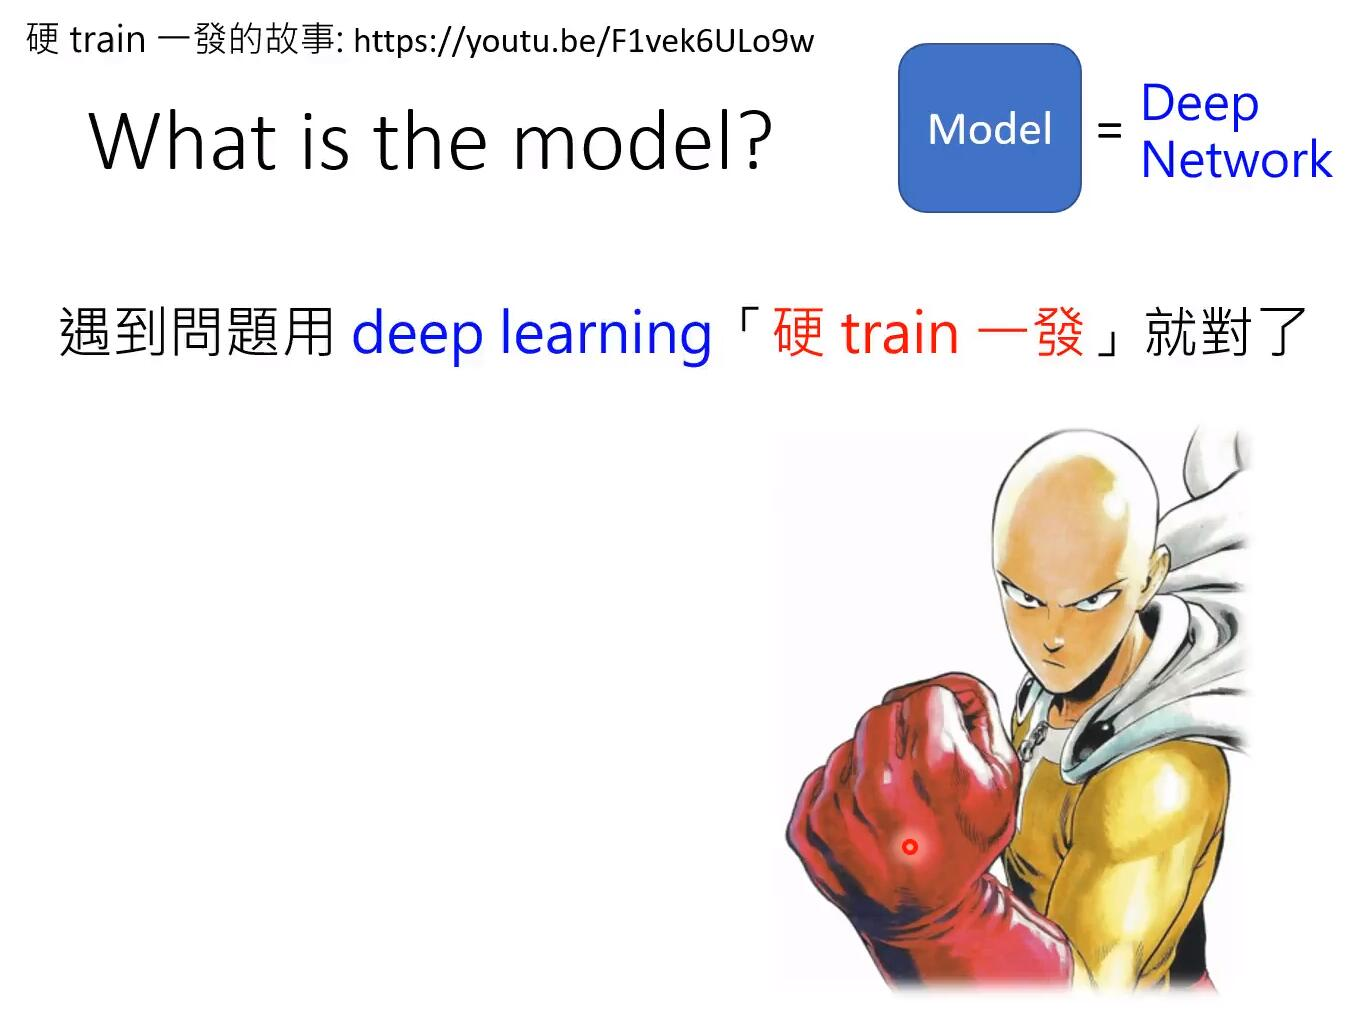 硬 train 一發的故事: https://youtu.be/F1vek6ULo9w
What is the model?
Model
=
Deep
Network
遇到問題用 deep learning「硬 train 一發」就對了